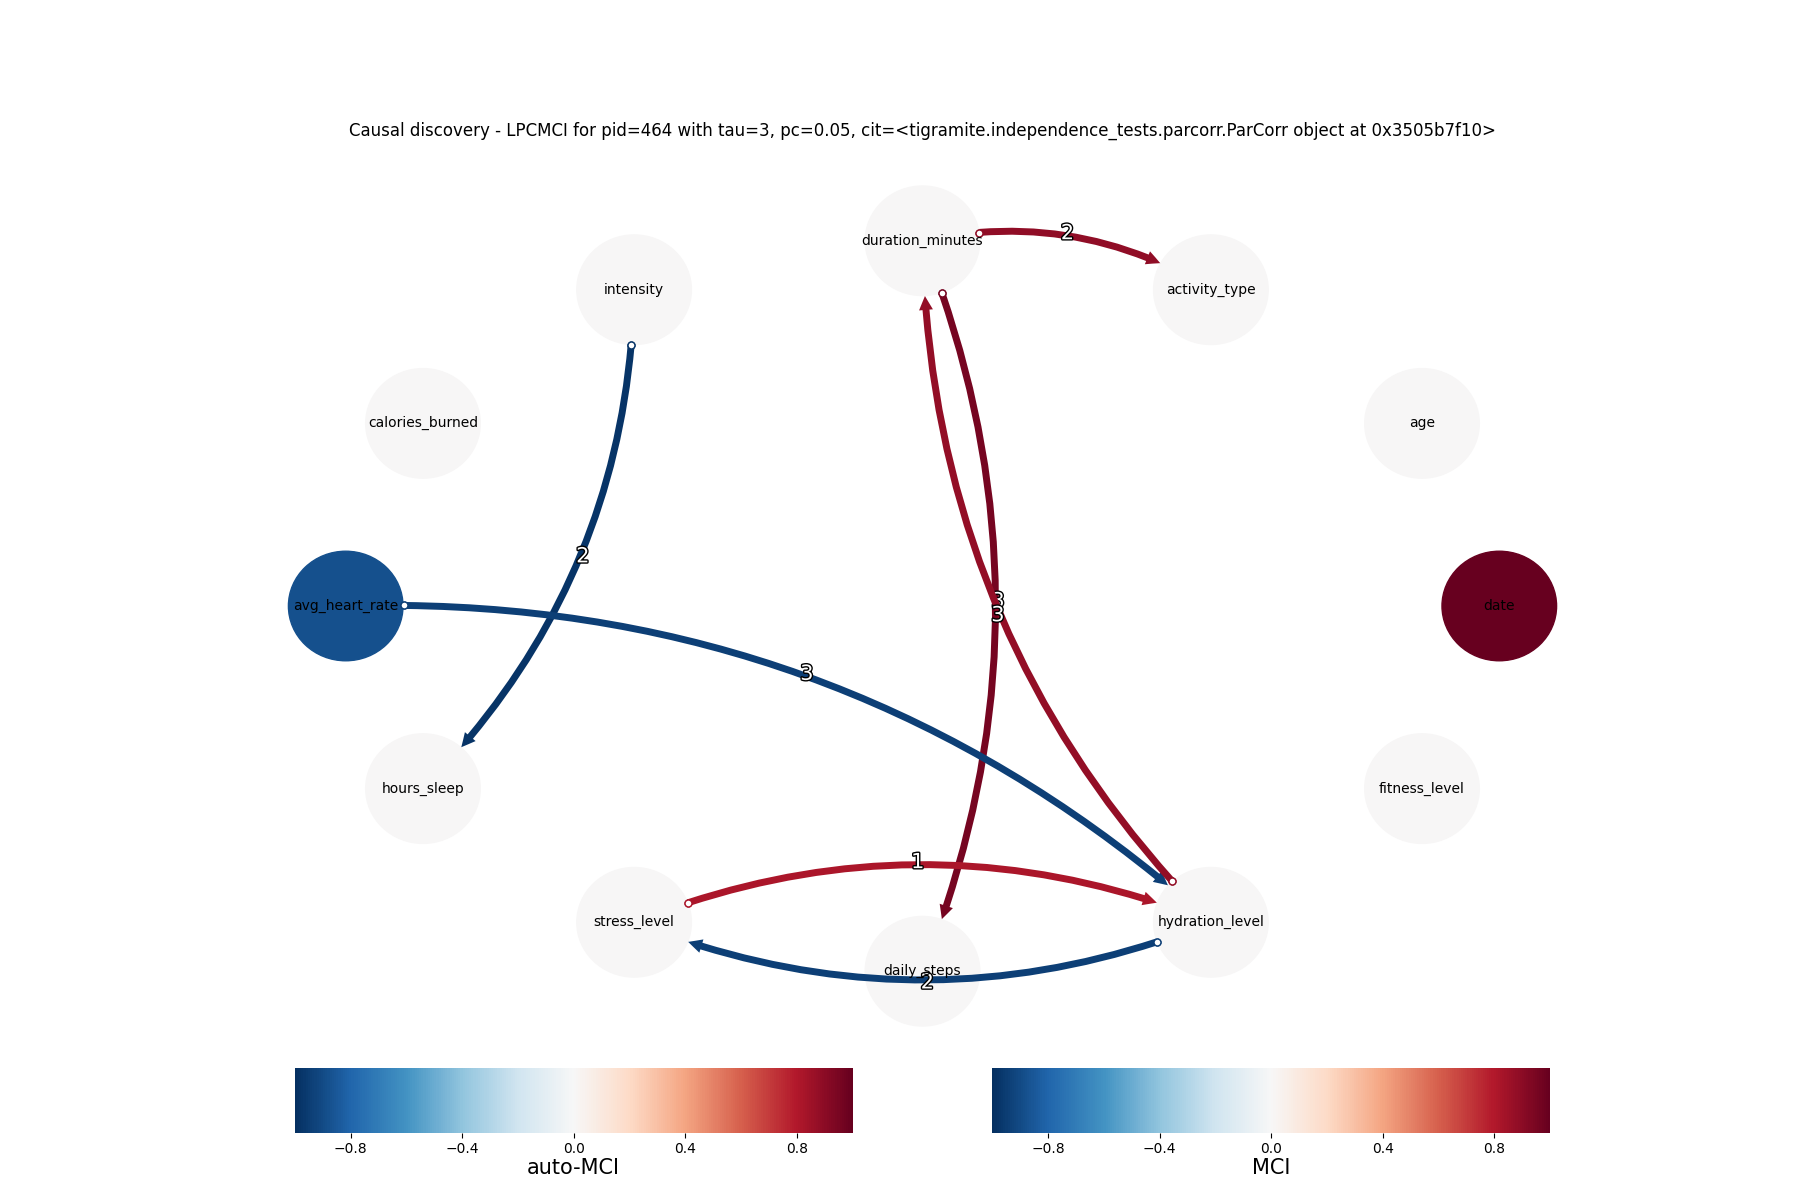 Causal discovery - LPCMCI for pid=464 with tau=3, pc=0.05, cit=<tigramite.independence_tests.parcorr.ParCorr object at 0x3505b7f10>
2
duration_minutes
intensity
activity_type
calories_burned
age
2
3
avg_heart_rate
date
3
3
hours_sleep
fitness_level
1
stress_level
hydration_level
daily_steps
2
−0.8 −0.4 0.0 0.4 0.8
auto-MCI
−0.8 −0.4 0.0 0.4 0.8
MCI